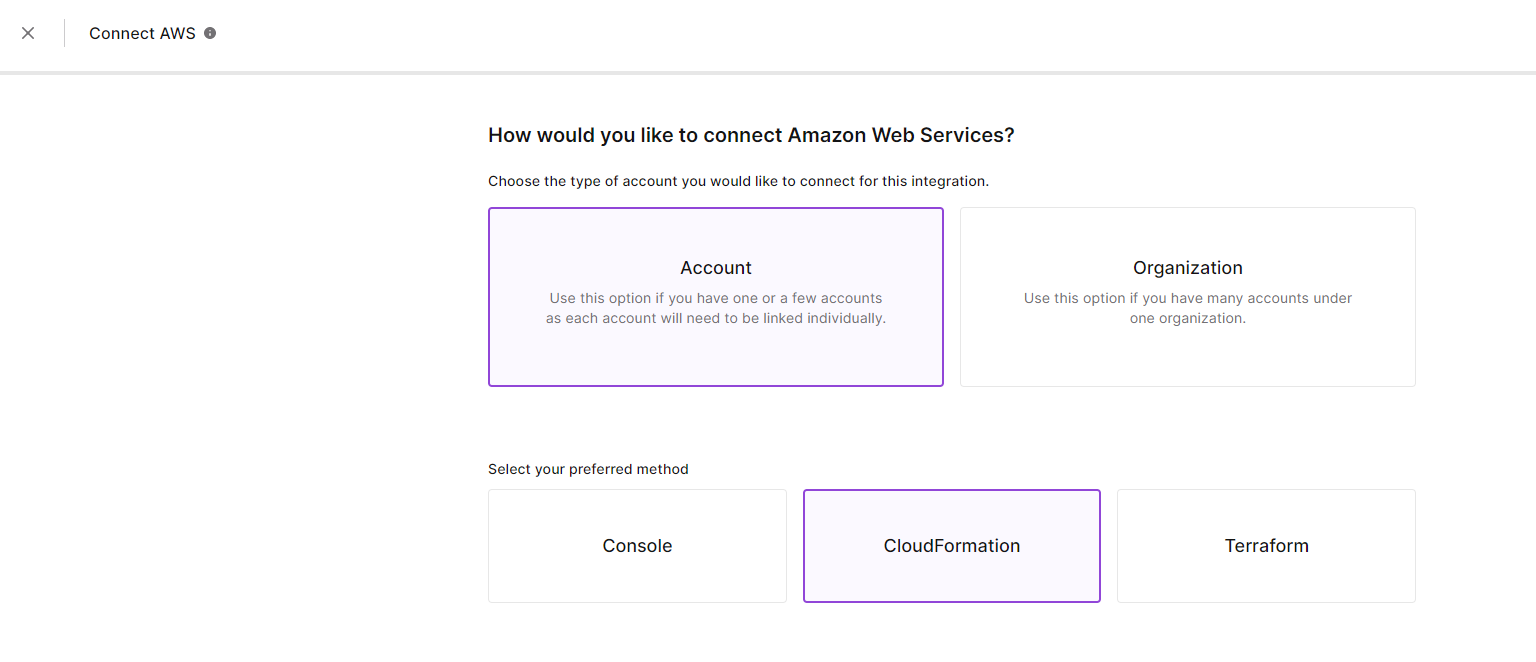 Connect AWS
How would you like to connect Amazon Web Services?
Choose the type of account you would like to connect for this integration.
Account
Use this option if you have one or a few accounts
as each account will need to be linked individually.
Organization
Use this option if you have many accounts under
one organization.
Select your preferred method
Console
CloudFormation
Terraform